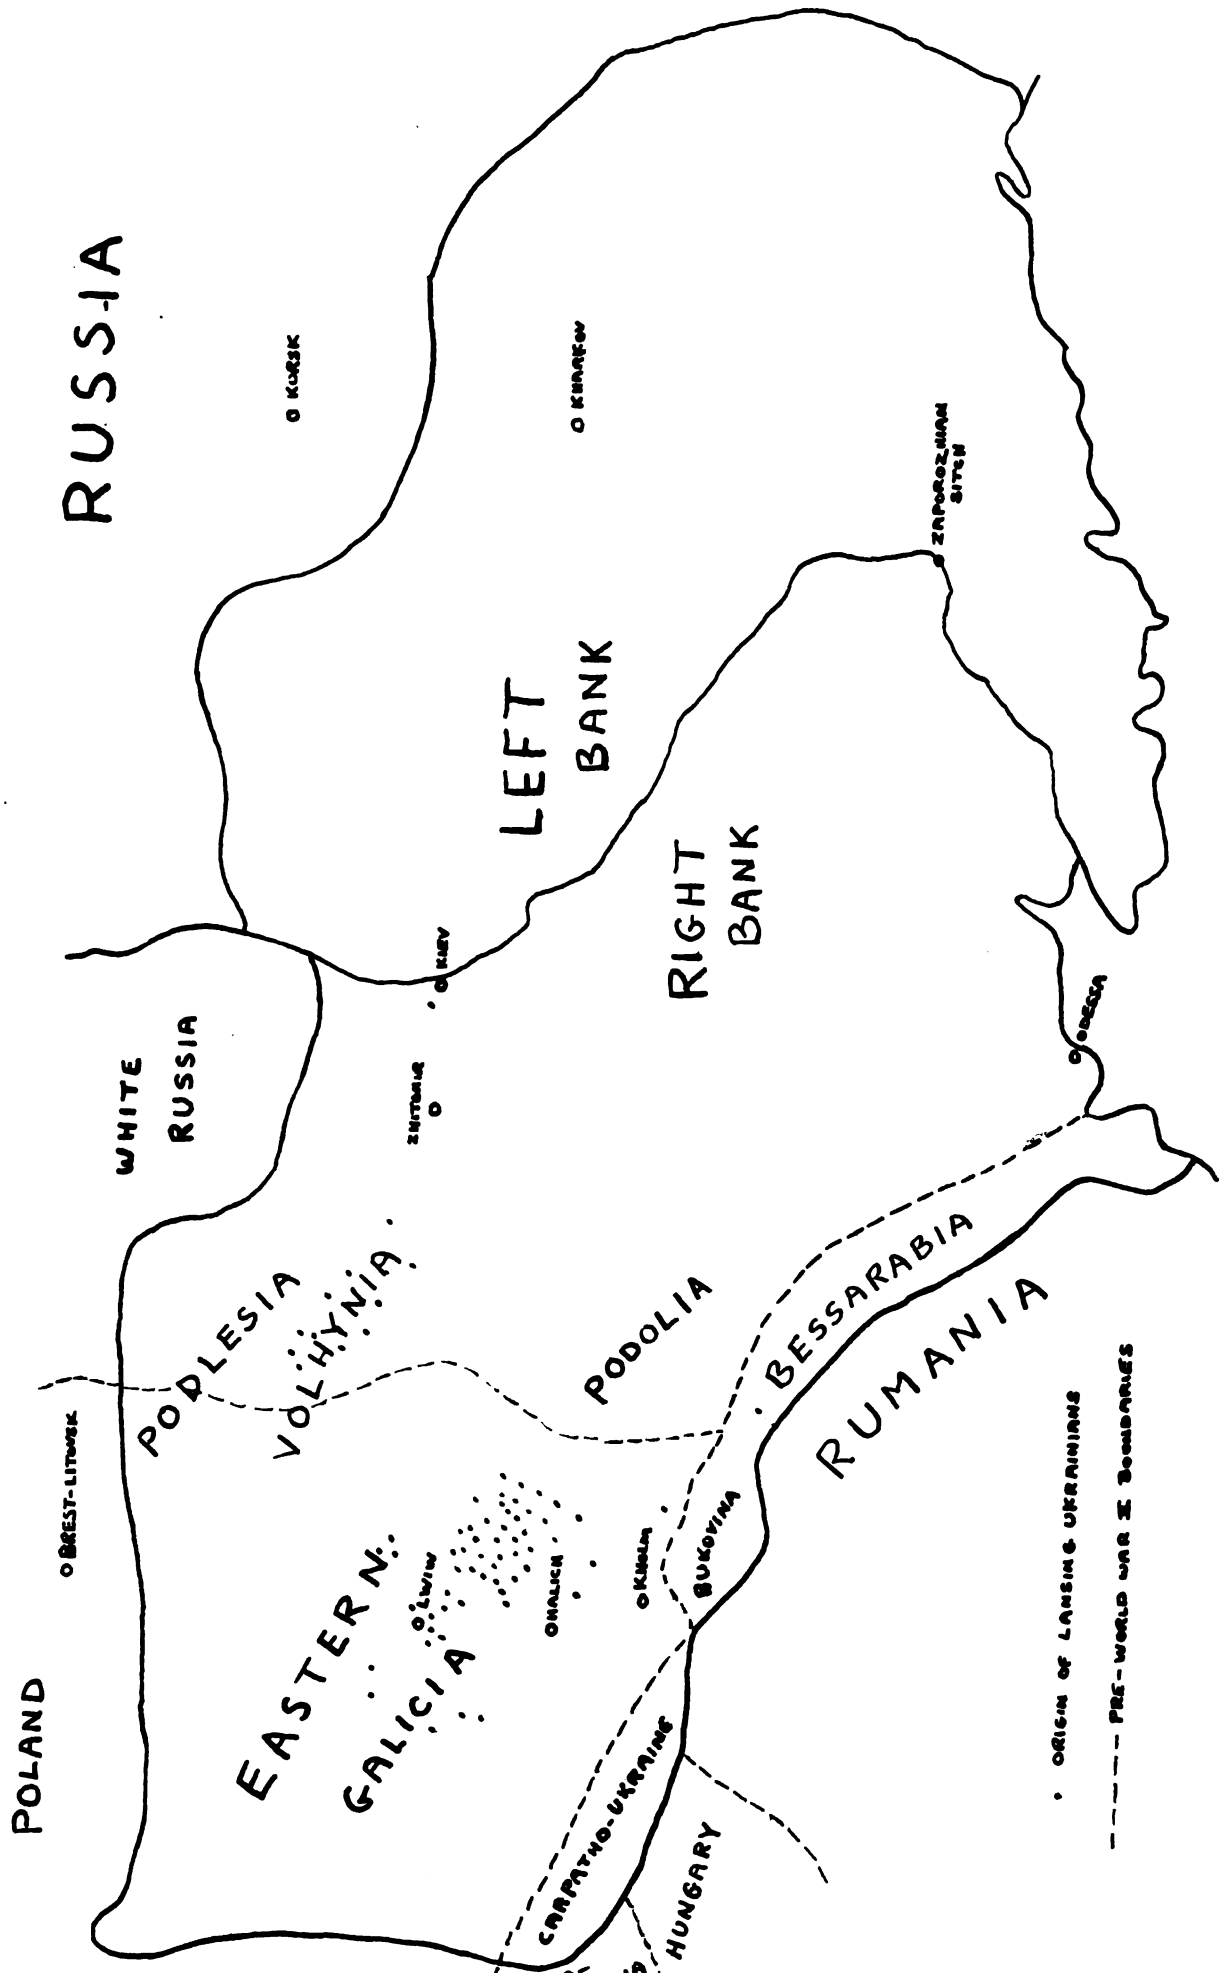 RUSSIA
POLAND
WHITE
RUSSIA
O BREST-LITOVSK
O KURSK
PODLESIA
VOLHYNIA
ZHITOMIR
O KIEV
O KHARKOV
EASTERN
GALICIA
O LWIW
O HALICH
O KHOLM
LEFT
BANK
RIGHT
BANK
PODOLIA
ZAPOROZHIAN
SITCH
CARPATHO-UKRAINE
BUKOVINA
BESSARABIA
ODESSA
HUNGARY
RUMANIA
• ORIGIN OF LANSING UKRAINIANS
----- PRE-WORLD WAR II BOUNDARIES